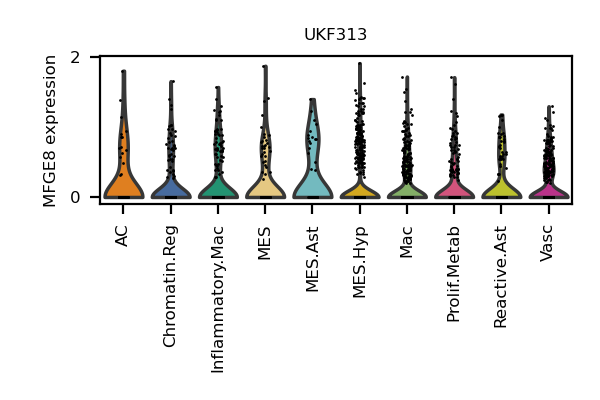 UKF313
MFGE8 expression
2
0
AC
Chromatin.Reg
Inflammatory.Mac
MES
MES.Ast
MES.Hyp
Mac
Prolif.Metab
Reactive.Ast
Vasc